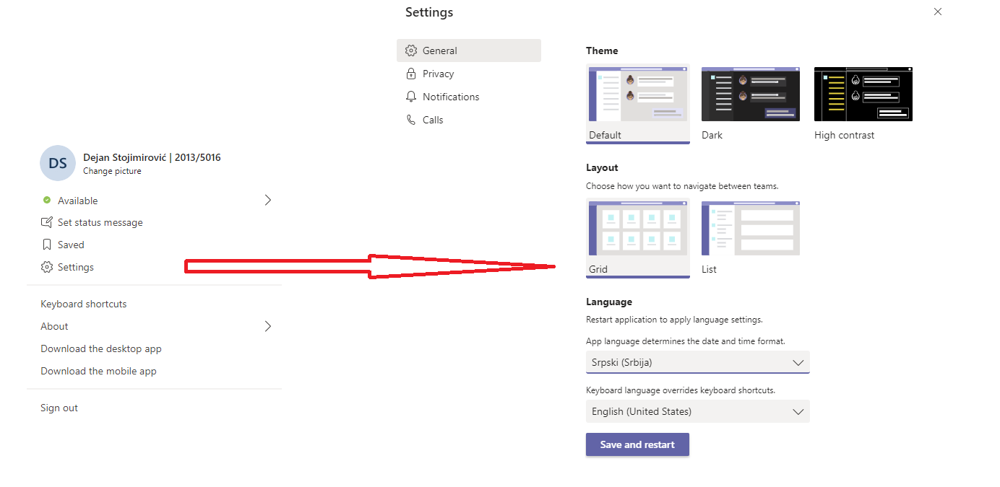 DS
Dejan Stojimirović | 2013/5016
Change picture
Available
Set status message
Saved
Settings
Keyboard shortcuts
About
Download the desktop app
Download the mobile app
Sign out
Settings
General
Privacy
Notifications
Calls
Theme
Default
Dark
High contrast
Layout
Choose how you want to navigate between teams.
Grid
List
Language
Restart application to apply language settings.
App language determines the date and time format.
Srpski (Srbija)
Keyboard language overrides keyboard shortcuts.
English (United States)
Save and restart